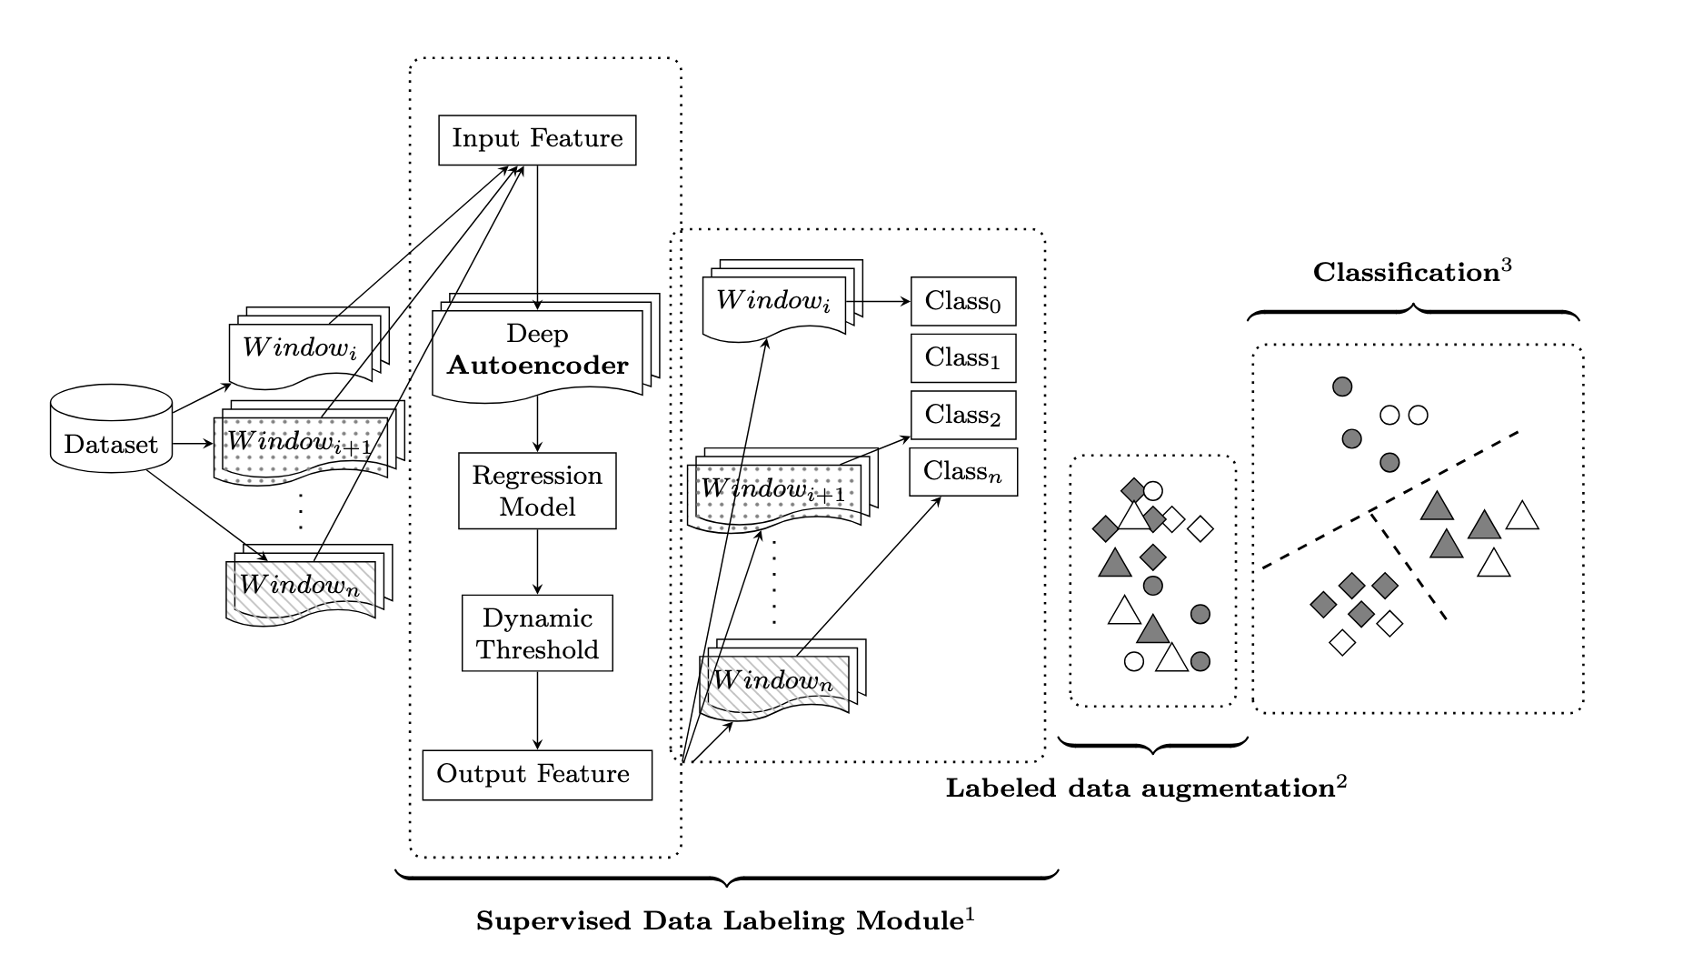 Input Feature
Deep
Autoencoder
Regression
Model
Dynamic
Threshold
Output Feature
Dataset
Window_i
Window_{i+1}
Window_n
Window_i
Window_{i+1}
Window_n
Class_0
Class_1
Class_2
Class_n
Supervised Data Labeling Module^1
Labeled data augmentation^2
Classification^3